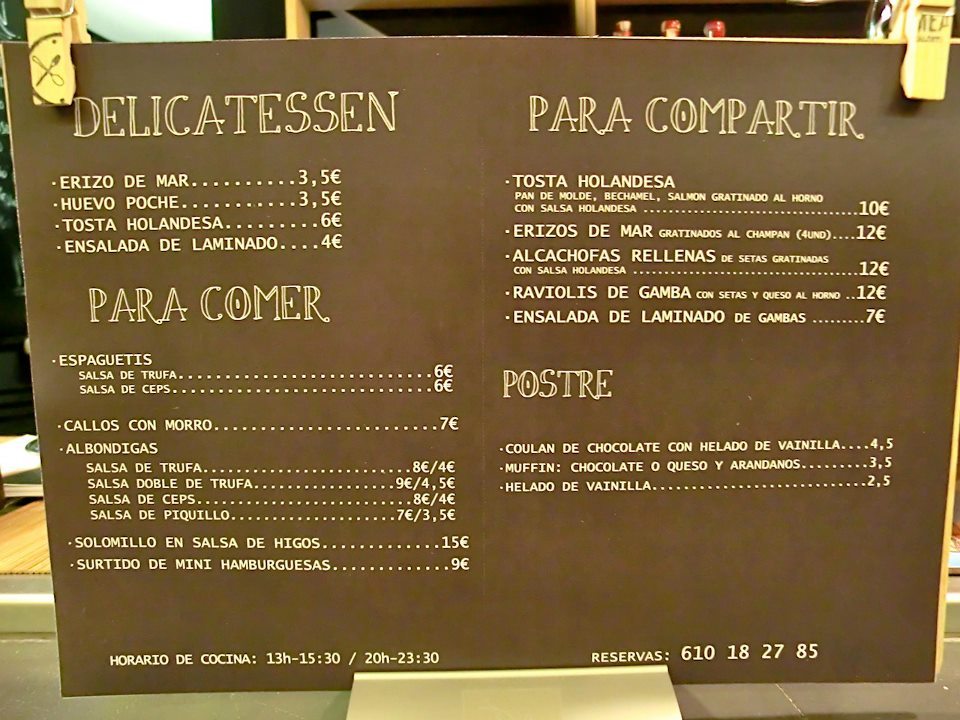 DELICATESSEN
·ERIZO DE MAR..........3,5€
·HUEVO POCHE...........3,5€
·TOSTA HOLANDESA.........6€
·ENSALADA DE LAMINADO....4€
PARA COMER
·ESPAGUETIS
SALSA DE TRUFA............................6€
SALSA DE CEPS.............................6€
·CALLOS CON MORRO.......................7€
·ALBONDIGAS
SALSA DE TRUFA.......................8€/4€
SALSA DOBLE DE TRUFA...............9€/4,5€
SALSA DE CEPS........................8€/4€
SALSA DE PIQUILLO..................7€/3,5€
·SOLOMILLO EN SALSA DE HIGOS............15€
·SURTIDO DE MINI HAMBURGUESAS............9€
PARA COMPARTIR
·TOSTA HOLANDESA
PAN DE MOLDE, BECHAMEL, SALMON GRATINADO AL HORNO
CON SALSA HOLANDESA ..................................10€
·ERIZOS DE MAR GRATINADOS AL CHAMPAN (4UND)....12€
·ALCACHOFAS RELLENAS DE SETAS GRATINADAS
CON SALSA HOLANDESA ...................................12€
·RAVIOLIS DE GAMBA CON SETAS Y QUESO AL HORNO ..12€
·ENSALADA DE LAMINADO DE GAMBAS .........7€
POSTRE
·COULAN DE CHOCOLATE CON HELADO DE VAINILLA....4,5
·MUFFIN: CHOCOLATE O QUESO Y ARANDANOS.........3,5
·HELADO DE VAINILLA...........................2,5
HORARIO DE COCINA: 13h-15:30 / 20h-23:30
RESERVAS: 610 18 27 85